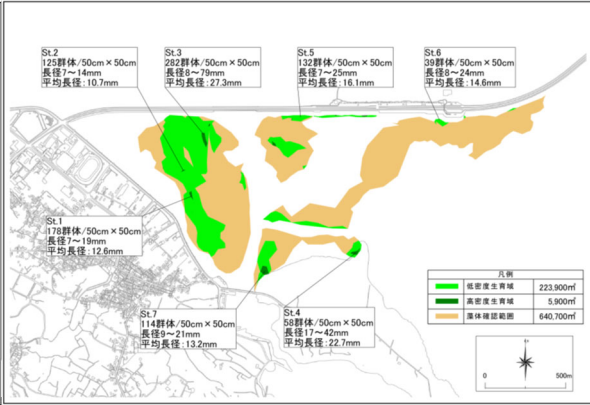 St.2
125群体/50cm×50cm
長径7～14mm
平均長径:10.7mm
St.3
282群体/50cm×50cm
長径8～79mm
平均長径:27.3mm
St.5
132群体/50cm×50cm
長径7～25mm
平均長径:16.1mm
St.6
39群体/50cm×50cm
長径8～24mm
平均長径:14.6mm
St.1
178群体/50cm×50cm
長径7～19mm
平均長径:12.6mm
St.7
114群体/50cm×50cm
長径9～21mm
平均長径:13.2mm
St.4
58群体/50cm×50cm
長径17～42mm
平均長径:22.7mm
凡例
低密度生育域 223,900㎡
高密度生育域 5,900㎡
藻体確認範囲 640,700㎡
0 500m